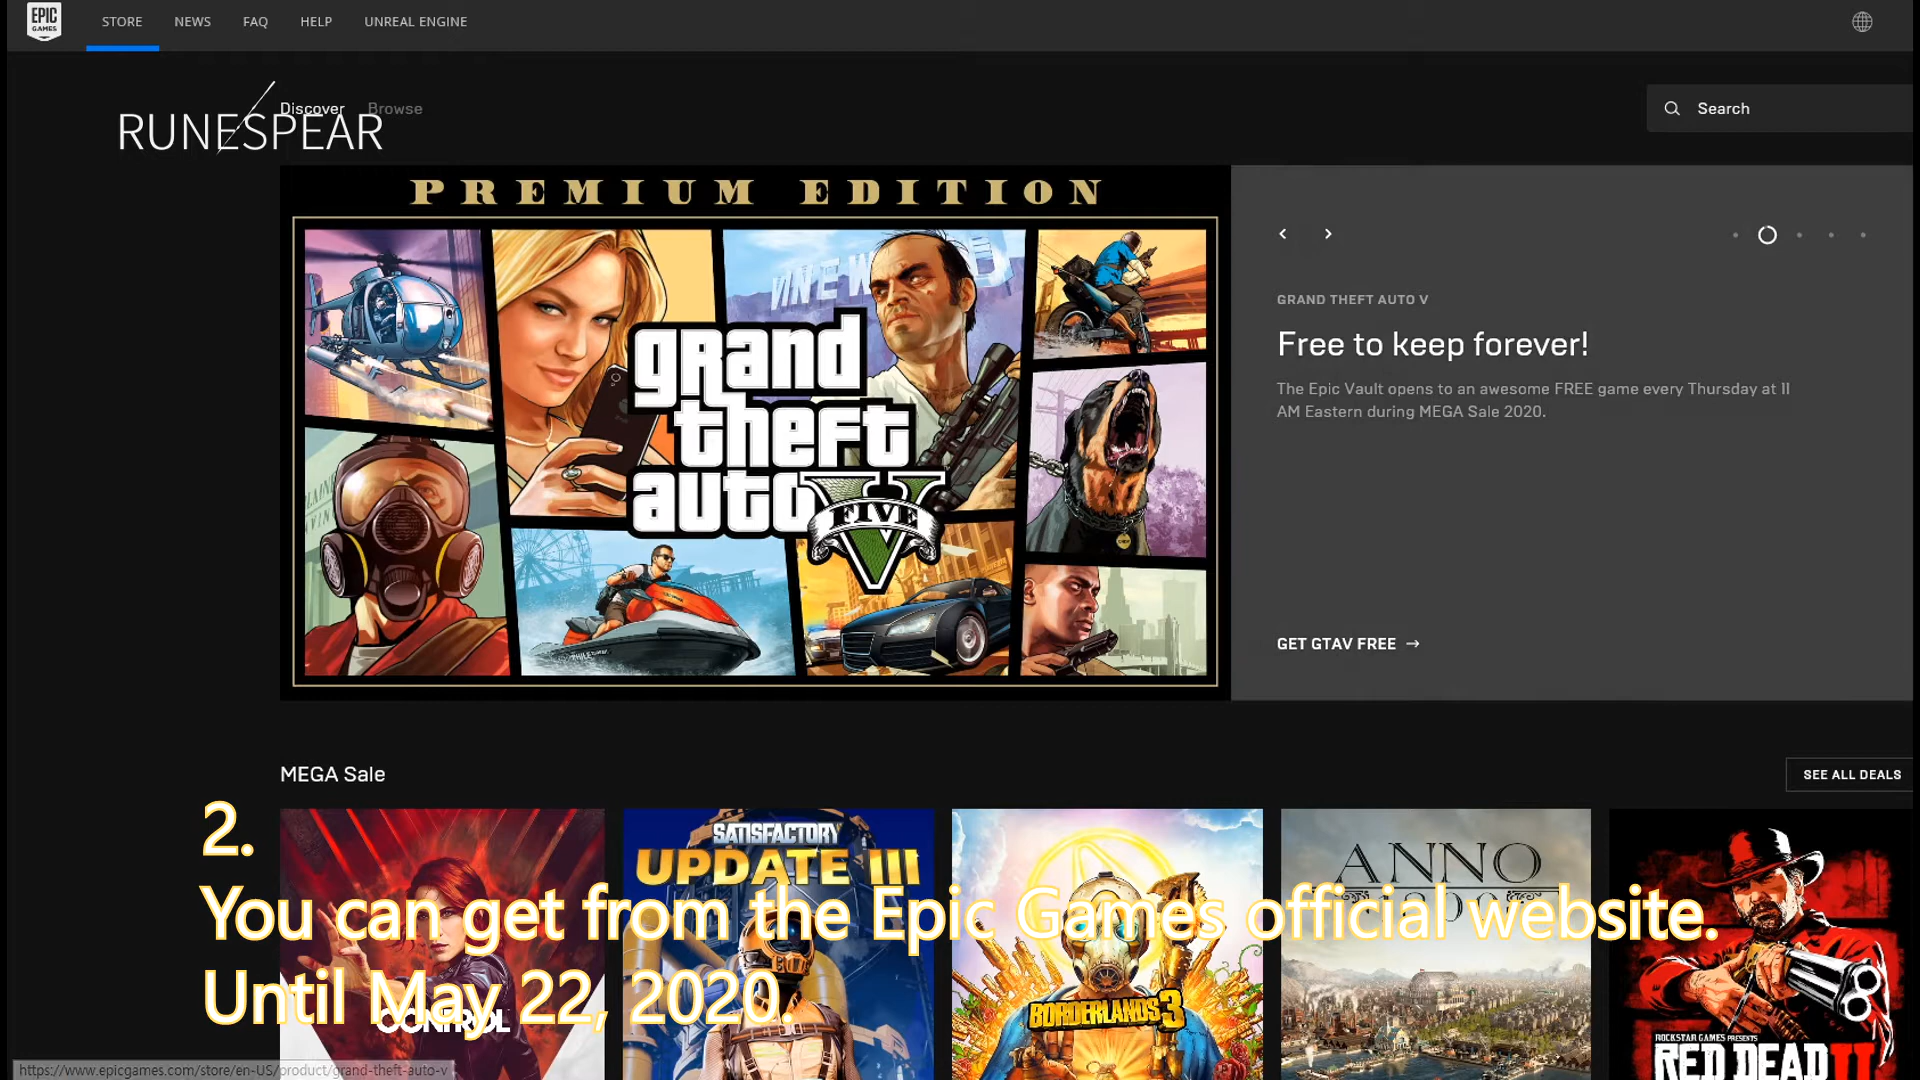 EPIC
GAMES
STORE NEWS FAQ HELP UNREAL ENGINE
Discover Browse
RUNESPEAR
Search
PREMIUM EDITION
grand
theft
auto
FIVE
GRAND THEFT AUTO V
Free to keep forever!
The Epic Vault opens to an awesome FREE game every Thursday at 11
AM Eastern during MEGA Sale 2020.
GET GTAV FREE →
MEGA Sale
SEE ALL DEALS
SATISFACTORY
UPDATE III
ANNO
1800
2.
You can get from the Epic Games official website.
Until May 22, 2020.
CONTROL
BORDERLANDS 3
ROCKSTAR GAMES PRESENTS
RED DEAD II
https://www.epicgames.com/store/en-US/product/grand-theft-auto-v